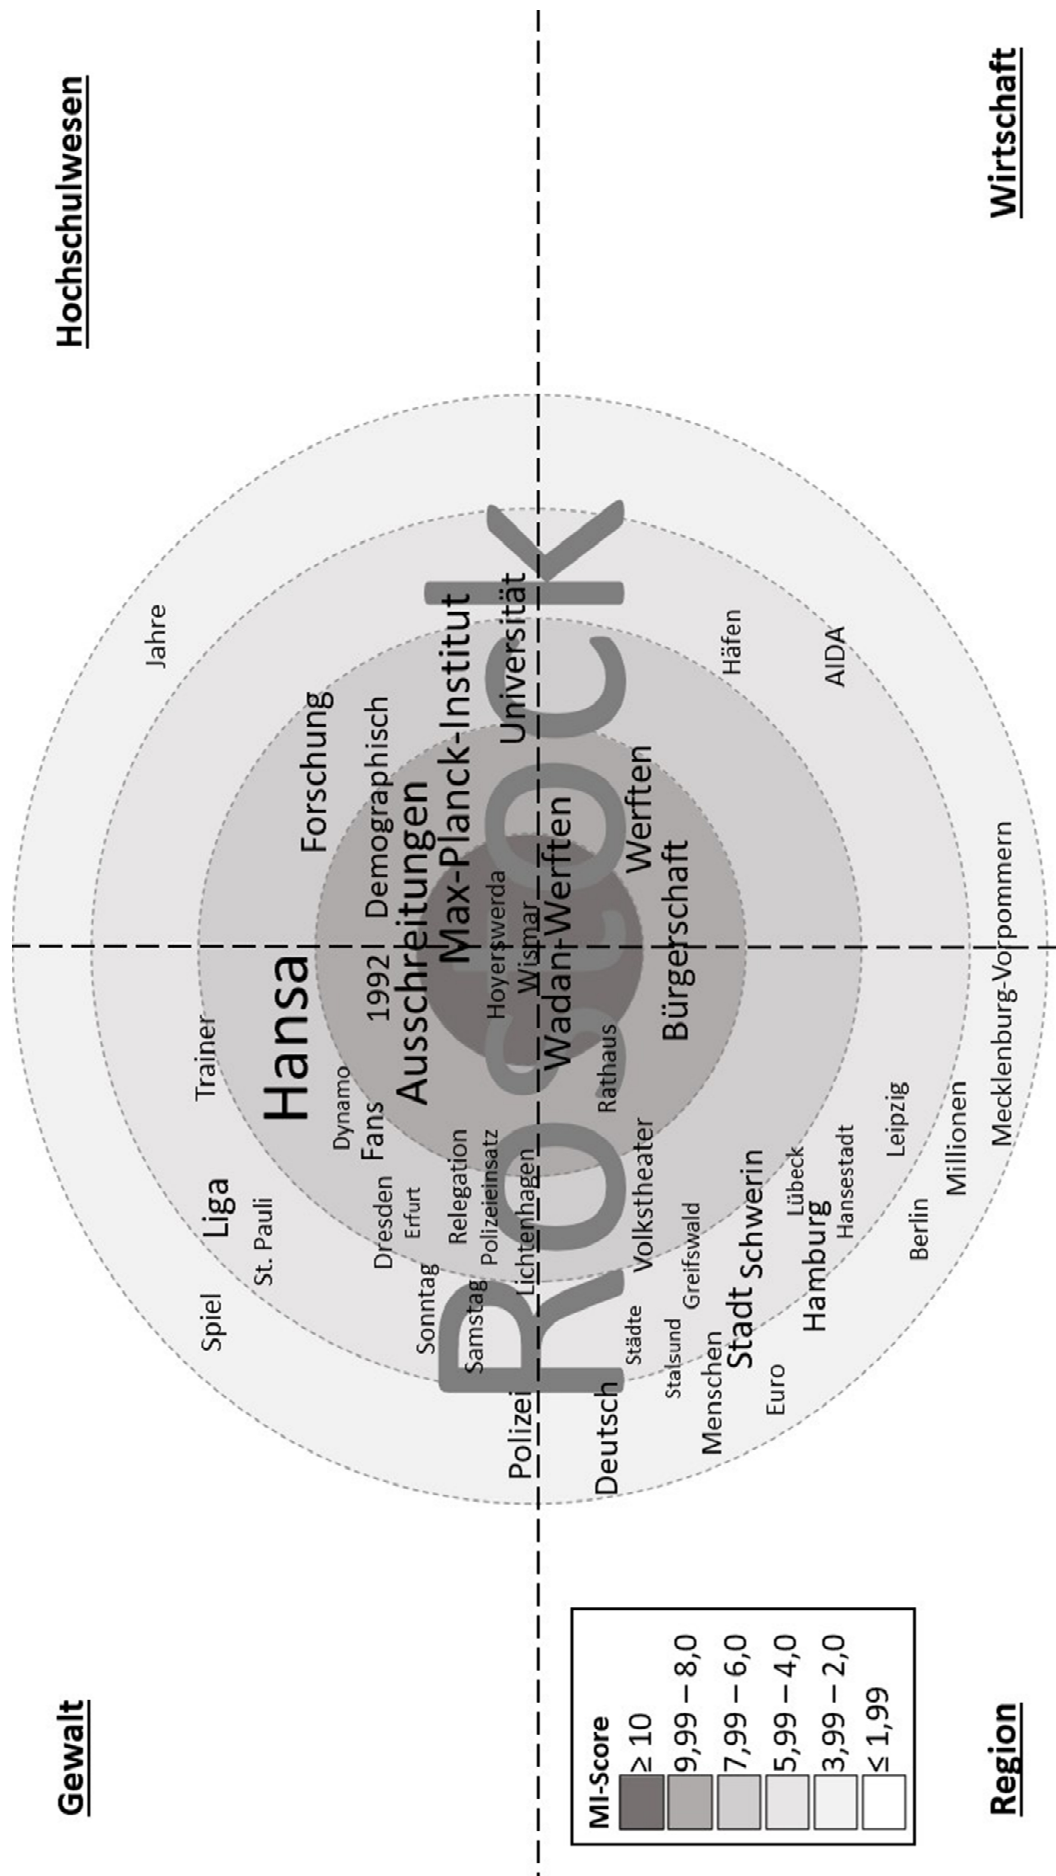 Gewalt
Hochschulwesen
Jahre
Trainer
Spiel
Liga
St. Pauli
Hansa
Forschung
Dynamo
Fans
1992
Demographisch
Dresden
Erfurt
Ausschreitungen
Sonntag
Relegation
Max-Planck-Institut
Samstag
Polizeieinsatz
Hoyerswerda
Polizei
Lichtenhagen
Wismar
Universität
Rostock
Wadan-Werften
Deutsch
Rathaus
Städte
Volkstheater
Werften
Stalsund
Greifswald
Bürgerschaft
Menschen
Stadt
Schwerin
Häfen
Euro
Lübeck
Hamburg
AIDA
Hansestadt
Leipzig
Berlin
Millionen
Mecklenburg-Vorpommern
MI-Score
≥ 10
9,99 – 8,0
7,99 – 6,0
5,99 – 4,0
3,99 – 2,0
≤ 1,99
Region
Wirtschaft